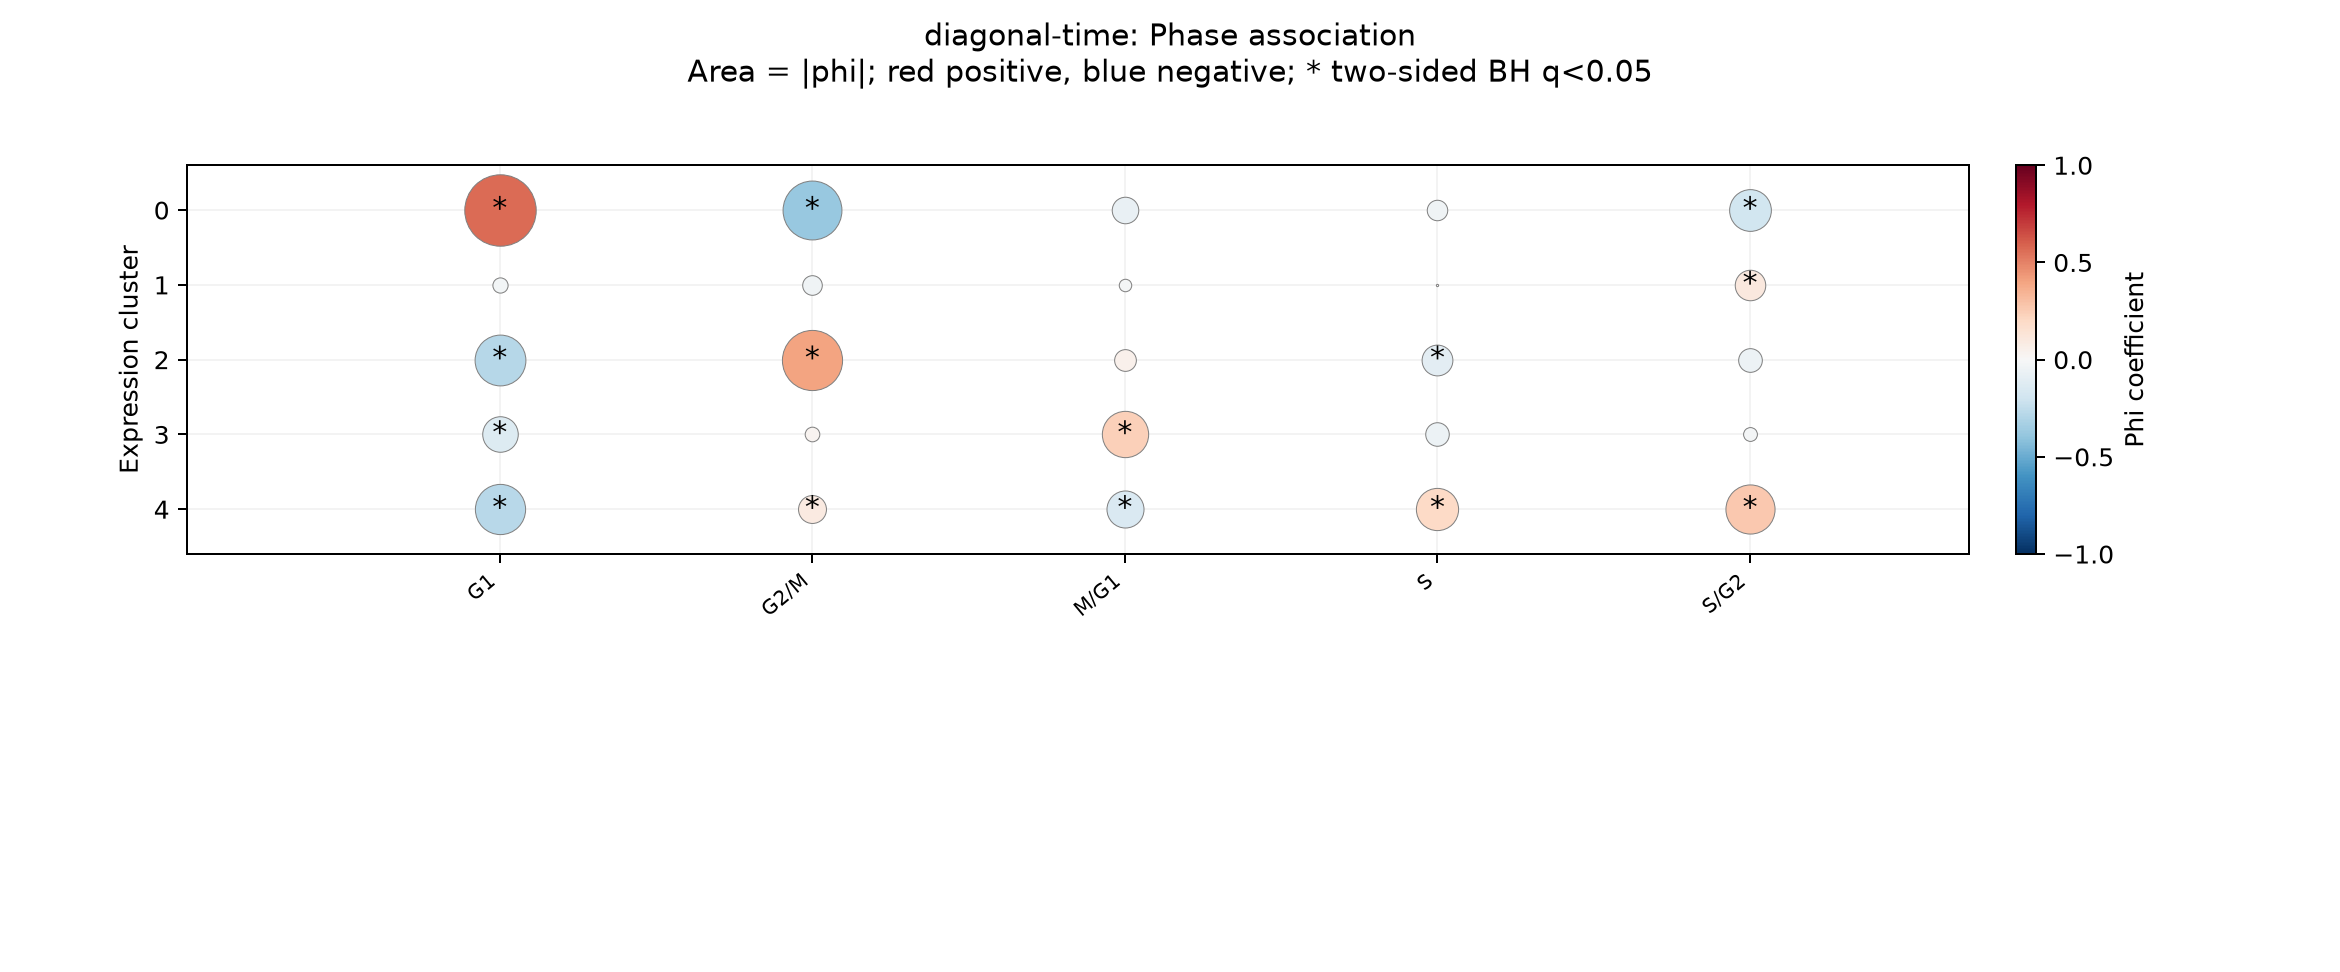 diagonal-time: Phase association
Area = |phi|; red positive, blue negative; * two-sided BH q<0.05
Expression cluster
0
* * *
1
*
2
* * *
3
* *
4
* * * * *
G1
G2/M
M/G1
S
S/G2
1.0
0.5
0.0
−0.5
−1.0
Phi coefficient